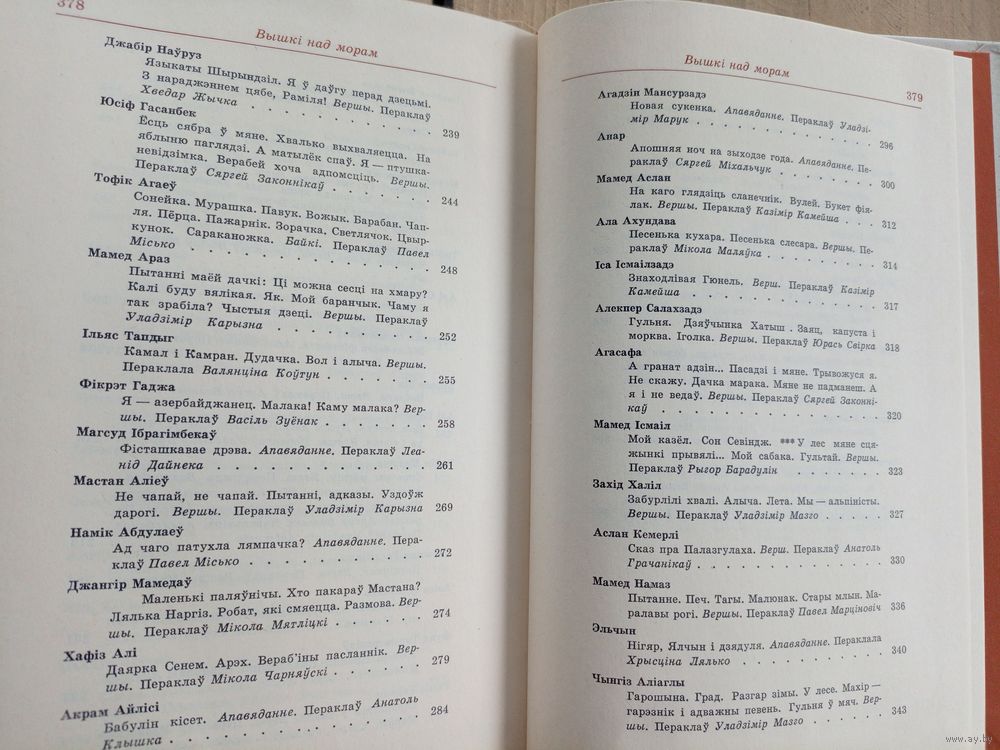 378
Вышкі над морам
Джабір Наўруз
Языкаты Шырындзіл. Я ў даўгу перад дзецьмі.
З нараджэннем цябе, Раміля! Вершы. Пераклаў
Хведар Жычка . . . . . . . . . . 239
Юсіф Гасанбек
Ёсць сябра ў мяне. Хвалько выхваляецца. На
яблыню паглядзі. А матылёк спаў. Я — птушка-
невідзімка. Верабей хоча адпомсціць. Вершы.
Пераклаў Сяргей Законнікаў . . . . . . 244
Тофік Агаеў
Сонейка. Мурашка. Павук. Вожык. Барабан. Чап-
ля. Пёрца. Пажарнік. Зорачка. Светлячок. Цвыр-
кунок. Сараканожка. Байкі. Пераклаў Павел
Місько . . . . . . . . . . . . 248
Мамед Араз
Пытанні маёй дачкі: Ці можна сесці на хмару?
Калі буду вялікая. Як. Мой баранчык. Чаму я
так зрабіла? Чыстыя дзеці. Вершы. Пераклаў
Уладзімір Карызна . . . . . . . . 252
Ільяс Тапдыг
Камал і Камран. Дудачка. Вол і алыча. Вершы.
Пераклала Валянціна Коўтун . . . . . . 255
Фікрэт Гаджа
Я — азербайджанец. Малака! Каму малака? Вер-
шы. Пераклаў Васіль Зуёнак . . . . . . 258
Магсуд Ібрагімбекаў
Фісташкавае дрэва. Апавяданне. Пераклаў Леа-
нід Дайнека . . . . . . . . . . 261
Мастан Аліеў
Не чапай, не чапай. Пытанні, адказы. Уздоўж
дарогі. Вершы. Пераклаў Уладзімір Карызна 269
Намік Абдулаеў
Ад чаго патухла лямпачка? Апавяданне. Пера-
клаў Павел Місько . . . . . . . . . 272
Джангір Мамедаў
Маленькі паляўнічы. Хто пакараў Мастана?
Лялька Наргіз. Робат, які смяецца. Размова. Вер-
шы. Пераклаў Мікола Мятліцкі . . . . . 274
Хафіз Алі
Даярка Сенем. Арэх. Вераб'іны пасланнік. Вер-
шы. Пераклаў Мікола Чарняўскі . . . . . 279
Акрам Айлісі
Бабулін кісет. Апавяданне. Пераклаў Анатоль
Клышка . . . . . . . . . . . . 284
Вышкі над морам
379
Агадзін Мансурзадэ
Новая сукенка. Апавяданне. Пераклаў Уладзі-
мір Марук . . . . . . . . . . . 296
Анар
Апошняя ноч на зыходзе года. Апавяданне. Пе-
раклаў Сяргей Міхальчук . . . . . . . 300
Мамед Аслан
На каго глядзіць сланечнік. Вулей. Букет фія-
лак. Вершы. Пераклаў Казімір Камейша . . . 312
Ала Ахундава
Песенька кухара. Песенька слесара. Вершы. Пе-
раклаў Мікола Маляўка . . . . . . . . 314
Іса Ісмаілзадэ
Знаходлівая Гюнель. Верш. Пераклаў Казімір
Камейша . . . . . . . . . . . . 317
Алекпер Салахзадэ
Гульня. Дзяўчынка Хатыш . Заяц, капуста і
морква. Іголка. Вершы. Пераклаў Юрась Свірка 318
Агасафа
А гранат адзін... Пасадзі і мяне. Трывожуся я.
Не скажу. Дачка марака. Мяне не падманеш. А
я і не ведаў. Вершы. Пераклаў Сяргей Законні-
каў . . . . . . . . . . . . . . 320
Мамед Ісмаіл
Мой казёл. Сон Севіндж. *** У лес мяне сця-
жынкі прывялі... Мой сабака. Гультай. Вершы.
Пераклаў Рыгор Барадулін . . . . . . . 323
Захід Халіл
Забурлілі хвалі. Алыча. Лета. Мы — альпіністы.
Вершы. Пераклаў Уладзімір Мазго . . . . . 327
Аслан Кемерлі
Сказ пра Палазгулаха. Верш. Пераклаў Анатоль
Грачанікаў . . . . . . . . . . . 330
Мамед Намаз
Пытанне. Печ. Тагы. Малюнак. Стары млын. Ма-
ралавы рогі. Вершы. Пераклаў Павел Марціновіч 336
Эльчын
Нігяр, Ялчын і дзядуля. Апавяданне. Пераклала
Хрысціна Лялько . . . . . . . . . 340
Чынгіз Аліаглы
Гарошына. Град. Разгар зімы. У лесе. Махір —
гарэзнік і адважны певень. Гульня ў мяч. Вер-
шы. Пераклаў Уладзімір Мазго . . . . . . 343
www.ay.by